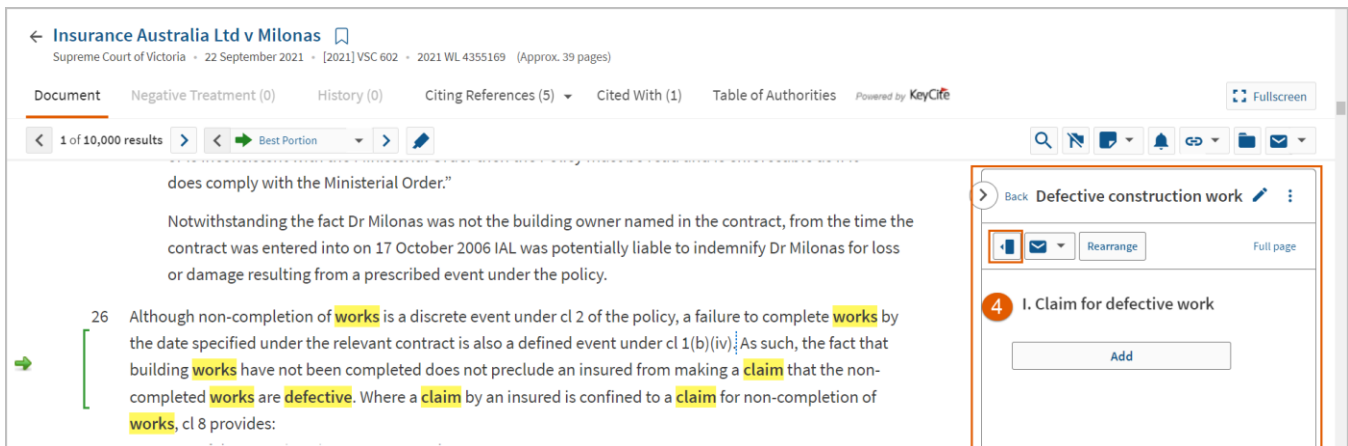 Insurance Australia Ltd v Milonas
Supreme Court of Victoria • 22 September 2021 • [2021] VSC 602 • 2021 WL 4355169 (Approx. 39 pages)
Document Negative Treatment (0) History (0) Citing References (5) Cited With (1) Table of Authorities Powered by KeyCite Fullscreen
1 of 10,000 results Best Portion
does comply with the Ministerial Order.”
Notwithstanding the fact Dr Milonas was not the building owner named in the contract, from the time the
contract was entered into on 17 October 2006 IAL was potentially liable to indemnify Dr Milonas for loss
or damage resulting from a prescribed event under the policy.
26 Although non-completion of works is a discrete event under cl 2 of the policy, a failure to complete works by
the date specified under the relevant contract is also a defined event under cl 1(b)(iv). As such, the fact that
building works have not been completed does not preclude an insured from making a claim that the non-
completed works are defective. Where a claim by an insured is confined to a claim for non-completion of
works, cl 8 provides:
Back Defective construction work
Rearrange Full page
4 I. Claim for defective work
Add